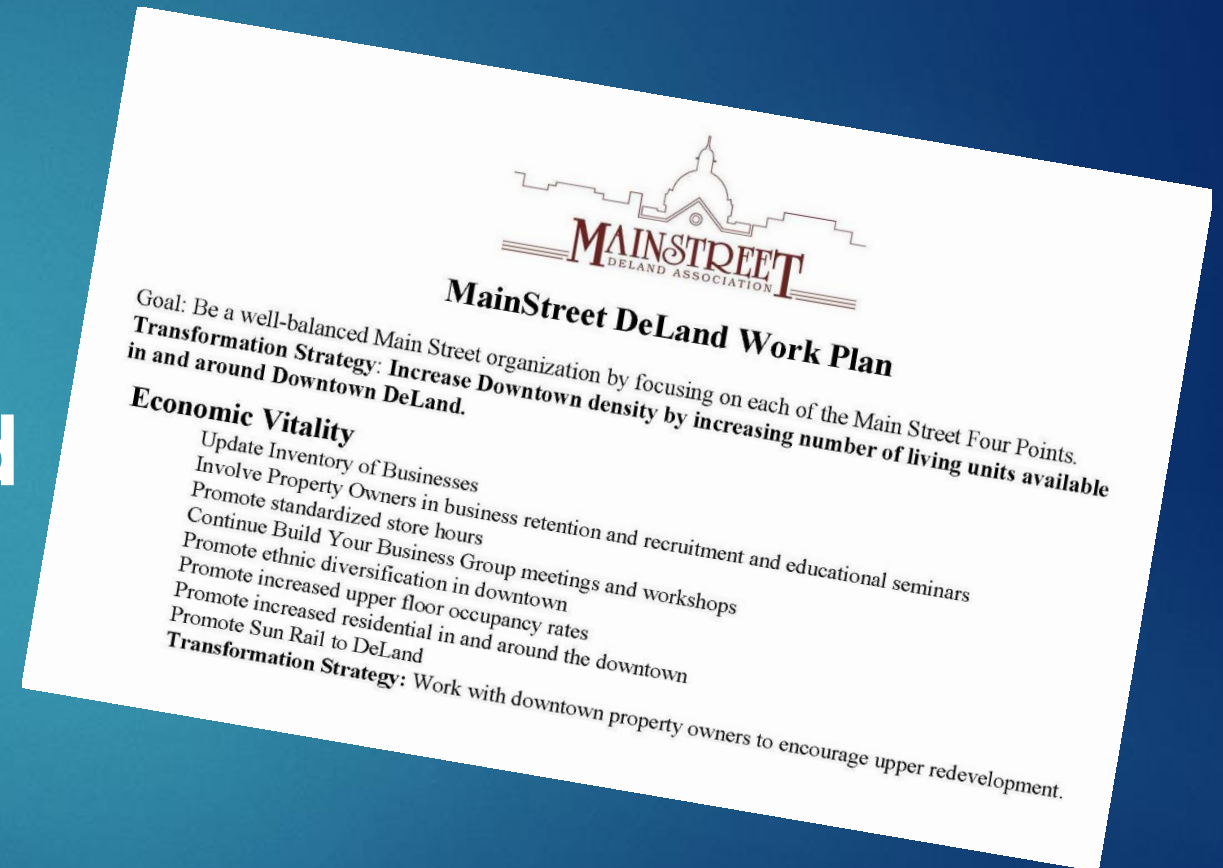 d
MAINSTREET
DELAND ASSOCIATION
MainStreet DeLand Work Plan
Goal: Be a well-balanced Main Street organization by focusing on each of the Main Street Four Points.
Transformation Strategy: Increase Downtown density by increasing number of living units available
in and around Downtown DeLand.
Economic Vitality
Update Inventory of Businesses
Involve Property Owners in business retention and recruitment and educational seminars
Promote standardized store hours
Continue Build Your Business Group meetings and workshops
Promote ethnic diversification in downtown
Promote increased upper floor occupancy rates
Promote increased residential in and around the downtown
Promote Sun Rail to DeLand
Transformation Strategy: Work with downtown property owners to encourage upper redevelopment.